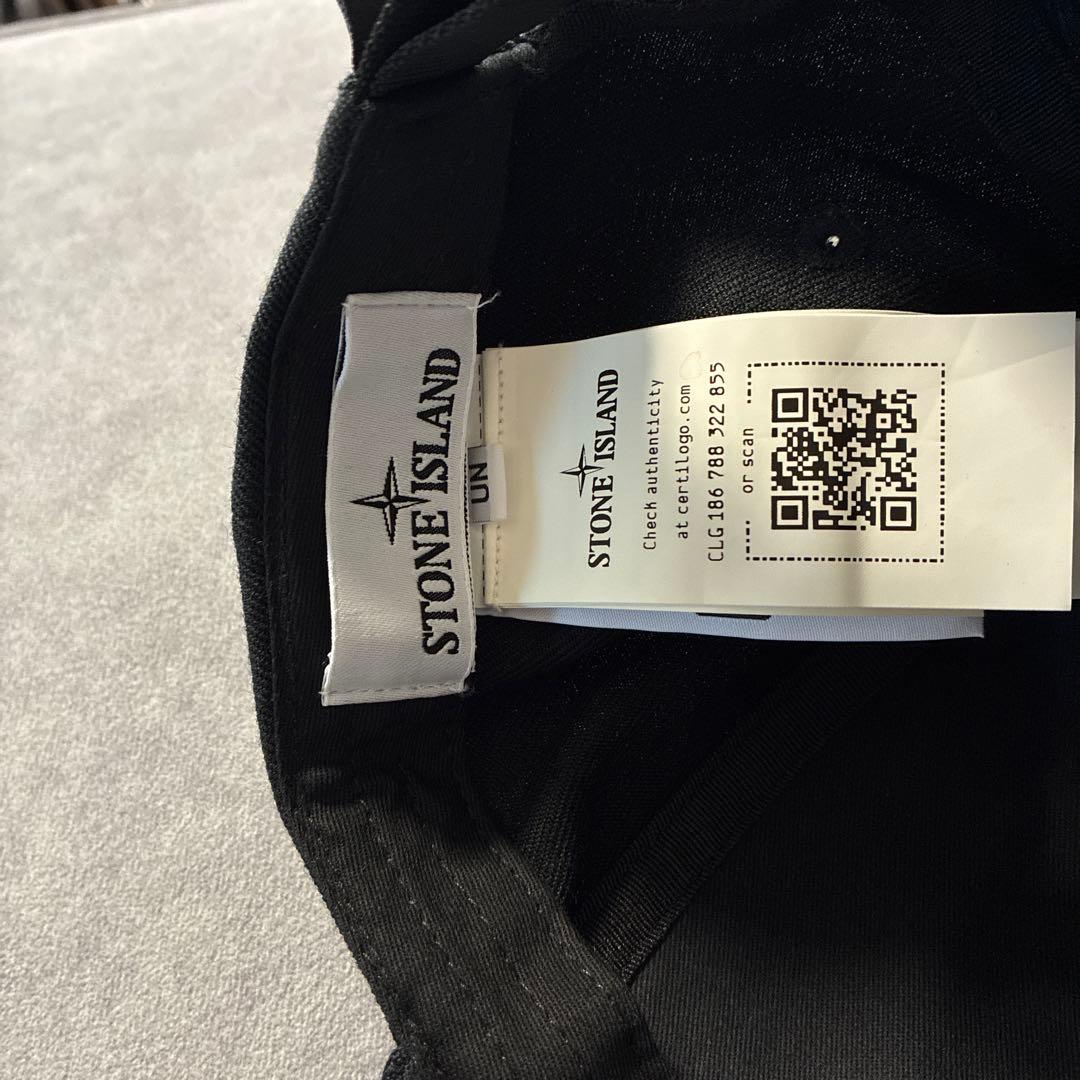 STONE ISLAND
UN
STONE ISLAND
Check authenticity
at certilogo.com
CLG 186 788 322 855
or scan